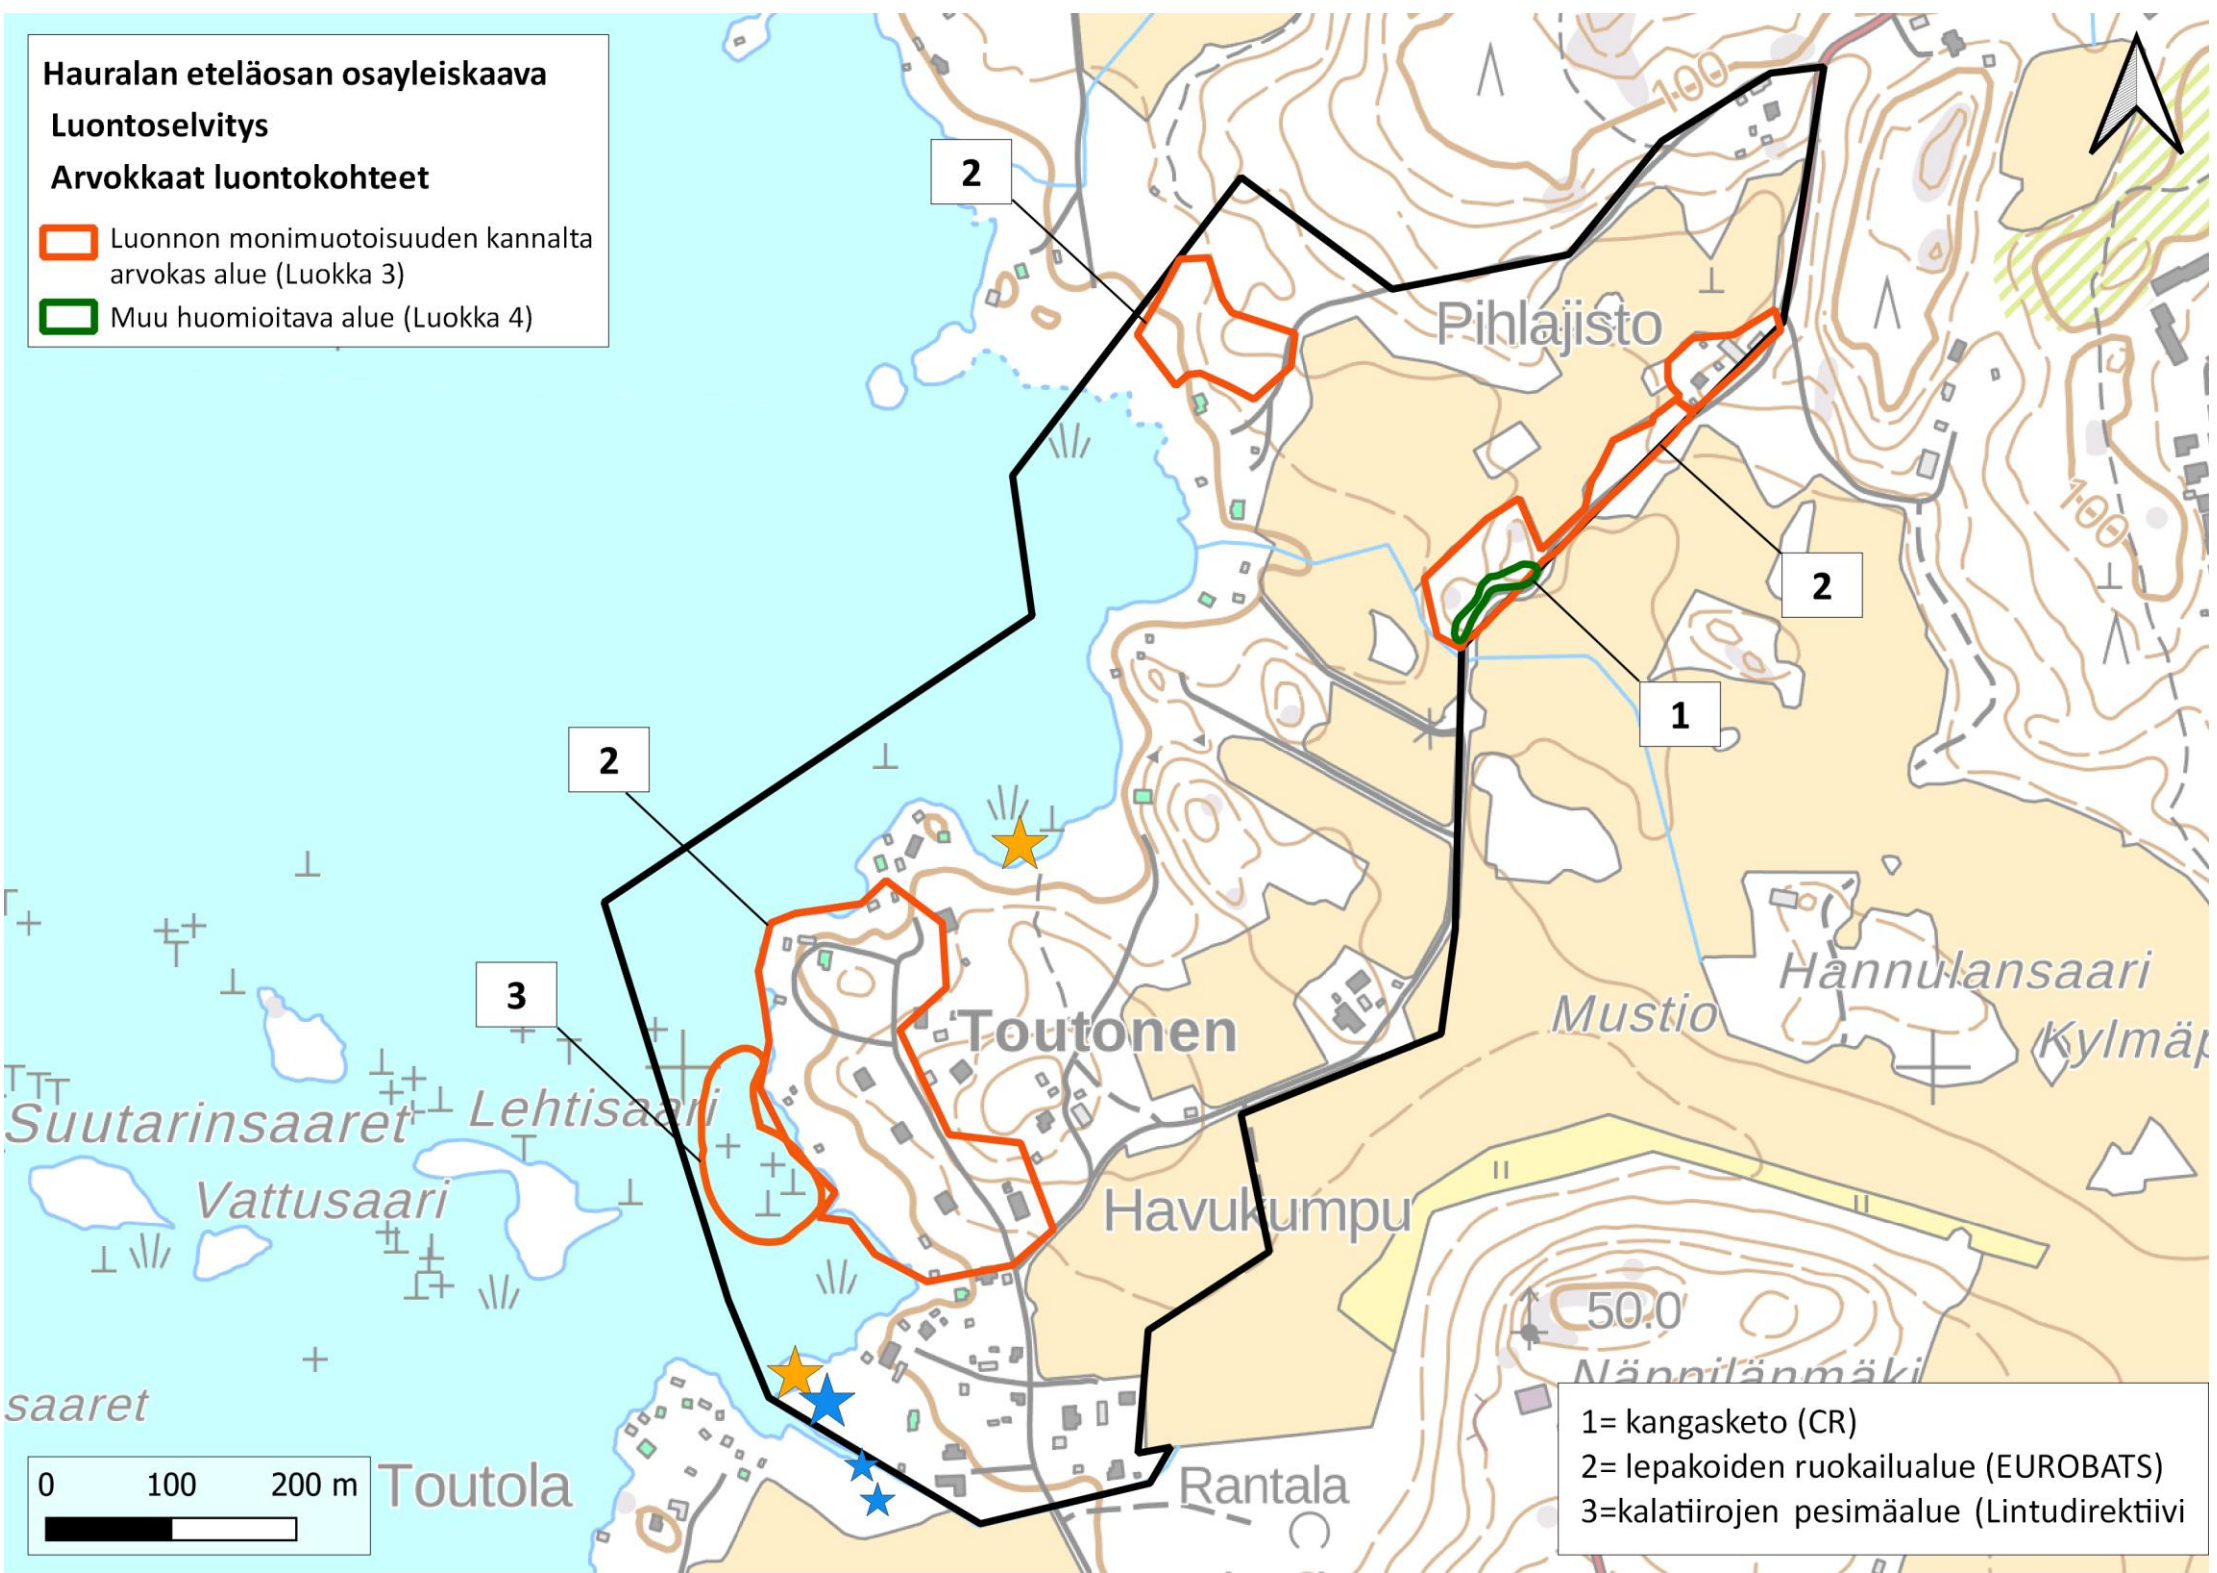 Hauralan eteläosan osayleiskaava
Luontoselvitys
Arvokkaat luontokohteet
Luonnon monimuotoisuuden kannalta
arvokas alue (Luokka 3)
Muu huomioitava alue (Luokka 4)
100
2
Pihlajisto
100
2
1
2
3
Toutonen
Hannulansaari
Mustio
Kylmäp
Suutarinsaaret
Lehtisaari
Vattusaari
Havukumpu
50.0
Näppilänmäki
saaret
1= kangasketo (CR)
2= lepakoiden ruokailualue (EUROBATS)
3=kalatiirojen pesimäalue (Lintudirektiivi
0 100 200 m
Toutola
Rantala